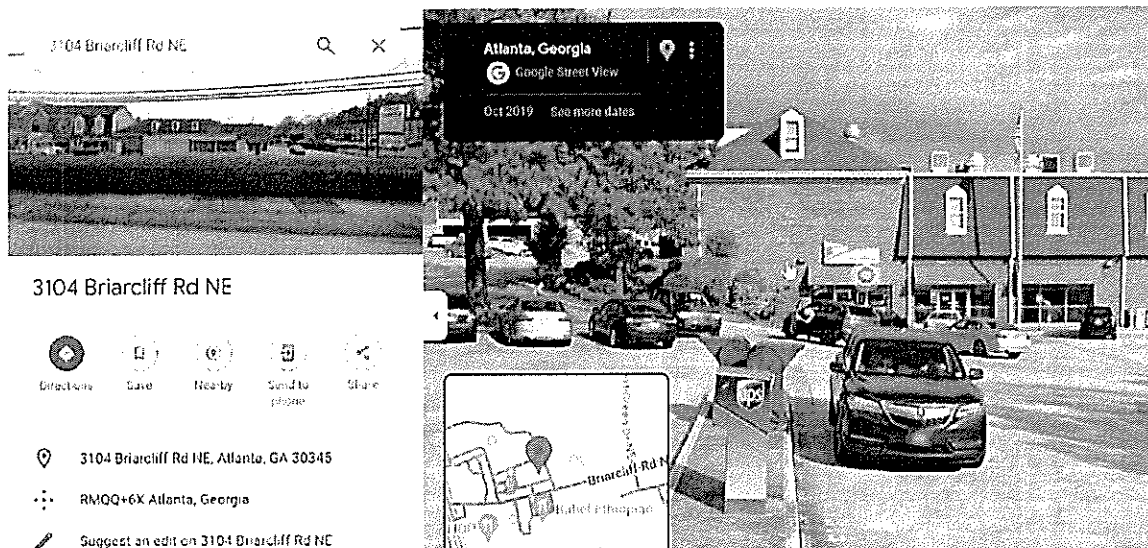 3104 Briarcliff Rd NE
Atlanta, Georgia
Google Street View
Oct 2019 See more dates
3104 Briarcliff Rd NE
Directions
Save
Nearby
Send to
phone
Share
3104 Briarcliff Rd NE, Atlanta, GA 30345
RMQQ+6X Atlanta, Georgia
Suggest an edit on 3104 Briarcliff Rd NE
ups
Briarcliff Rd N